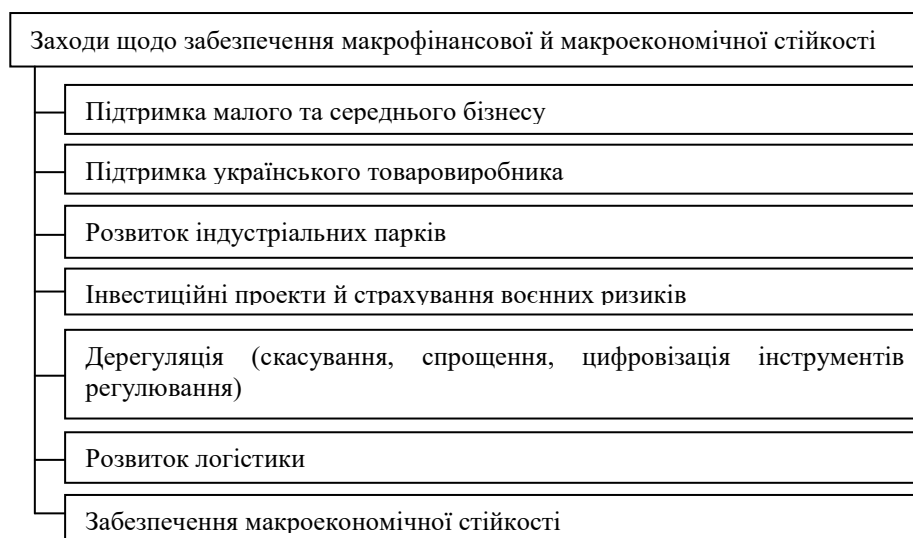 Заходи щодо забезпечення макрофінансової й макроекономічної стійкості
Підтримка малого та середнього бізнесу
Підтримка українського товаровиробника
Розвиток індустріальних парків
Інвестиційні проекти й страхування воєнних ризиків
Дерегуляція (скасування, спрощення, цифровізація інструментів
регулювання)
Розвиток логістики
Забезпечення макроекономічної стійкості